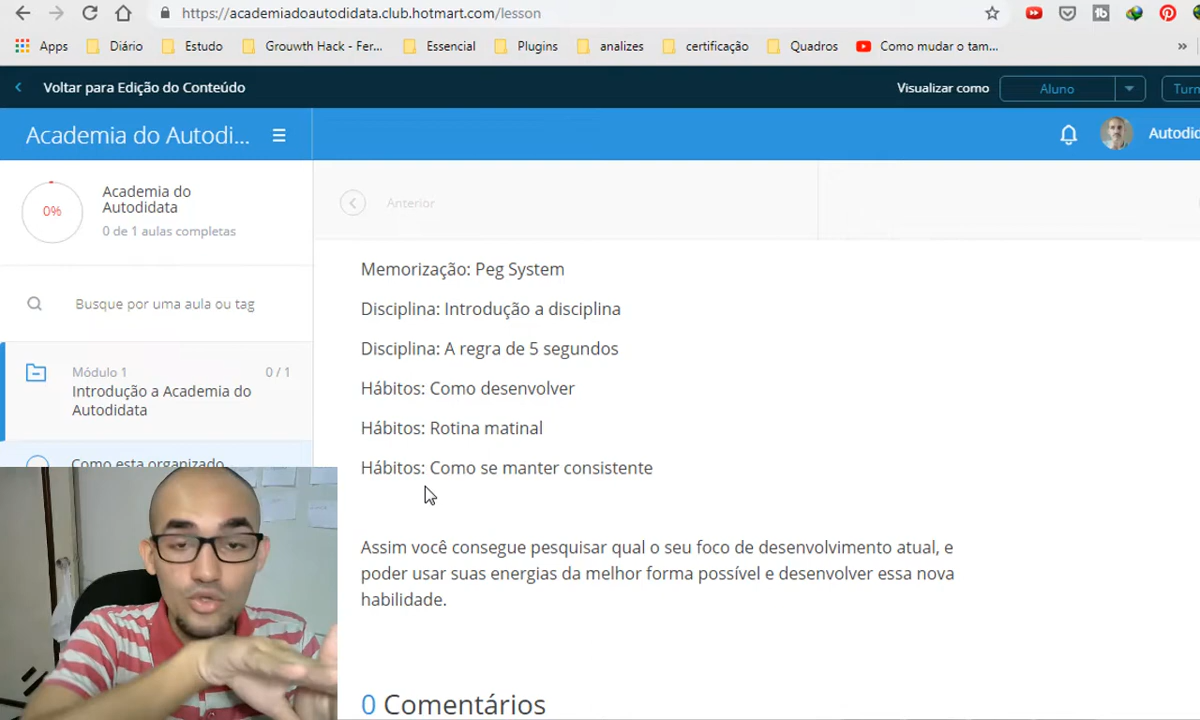 https://academiadoautodidata.club.hotmart.com/lesson
Apps Diário Estudo Grouwth Hack - Fer... Essencial Plugins analizes certificação Quadros Como mudar o tam... »
Voltar para Edição do Conteúdo
Visualizar como Aluno
Academia do Autodi...
0%
Academia do
Autodidata
0 de 1 aulas completas
Anterior
Busque por uma aula ou tag
Módulo 1 0 / 1
Introdução a Academia do
Autodidata
Como esta organizado
Memorização: Peg System
Disciplina: Introdução a disciplina
Disciplina: A regra de 5 segundos
Hábitos: Como desenvolver
Hábitos: Rotina matinal
Hábitos: Como se manter consistente
Assim você consegue pesquisar qual o seu foco de desenvolvimento atual, e
poder usar suas energias da melhor forma possível e desenvolver essa nova
habilidade.
0 Comentários